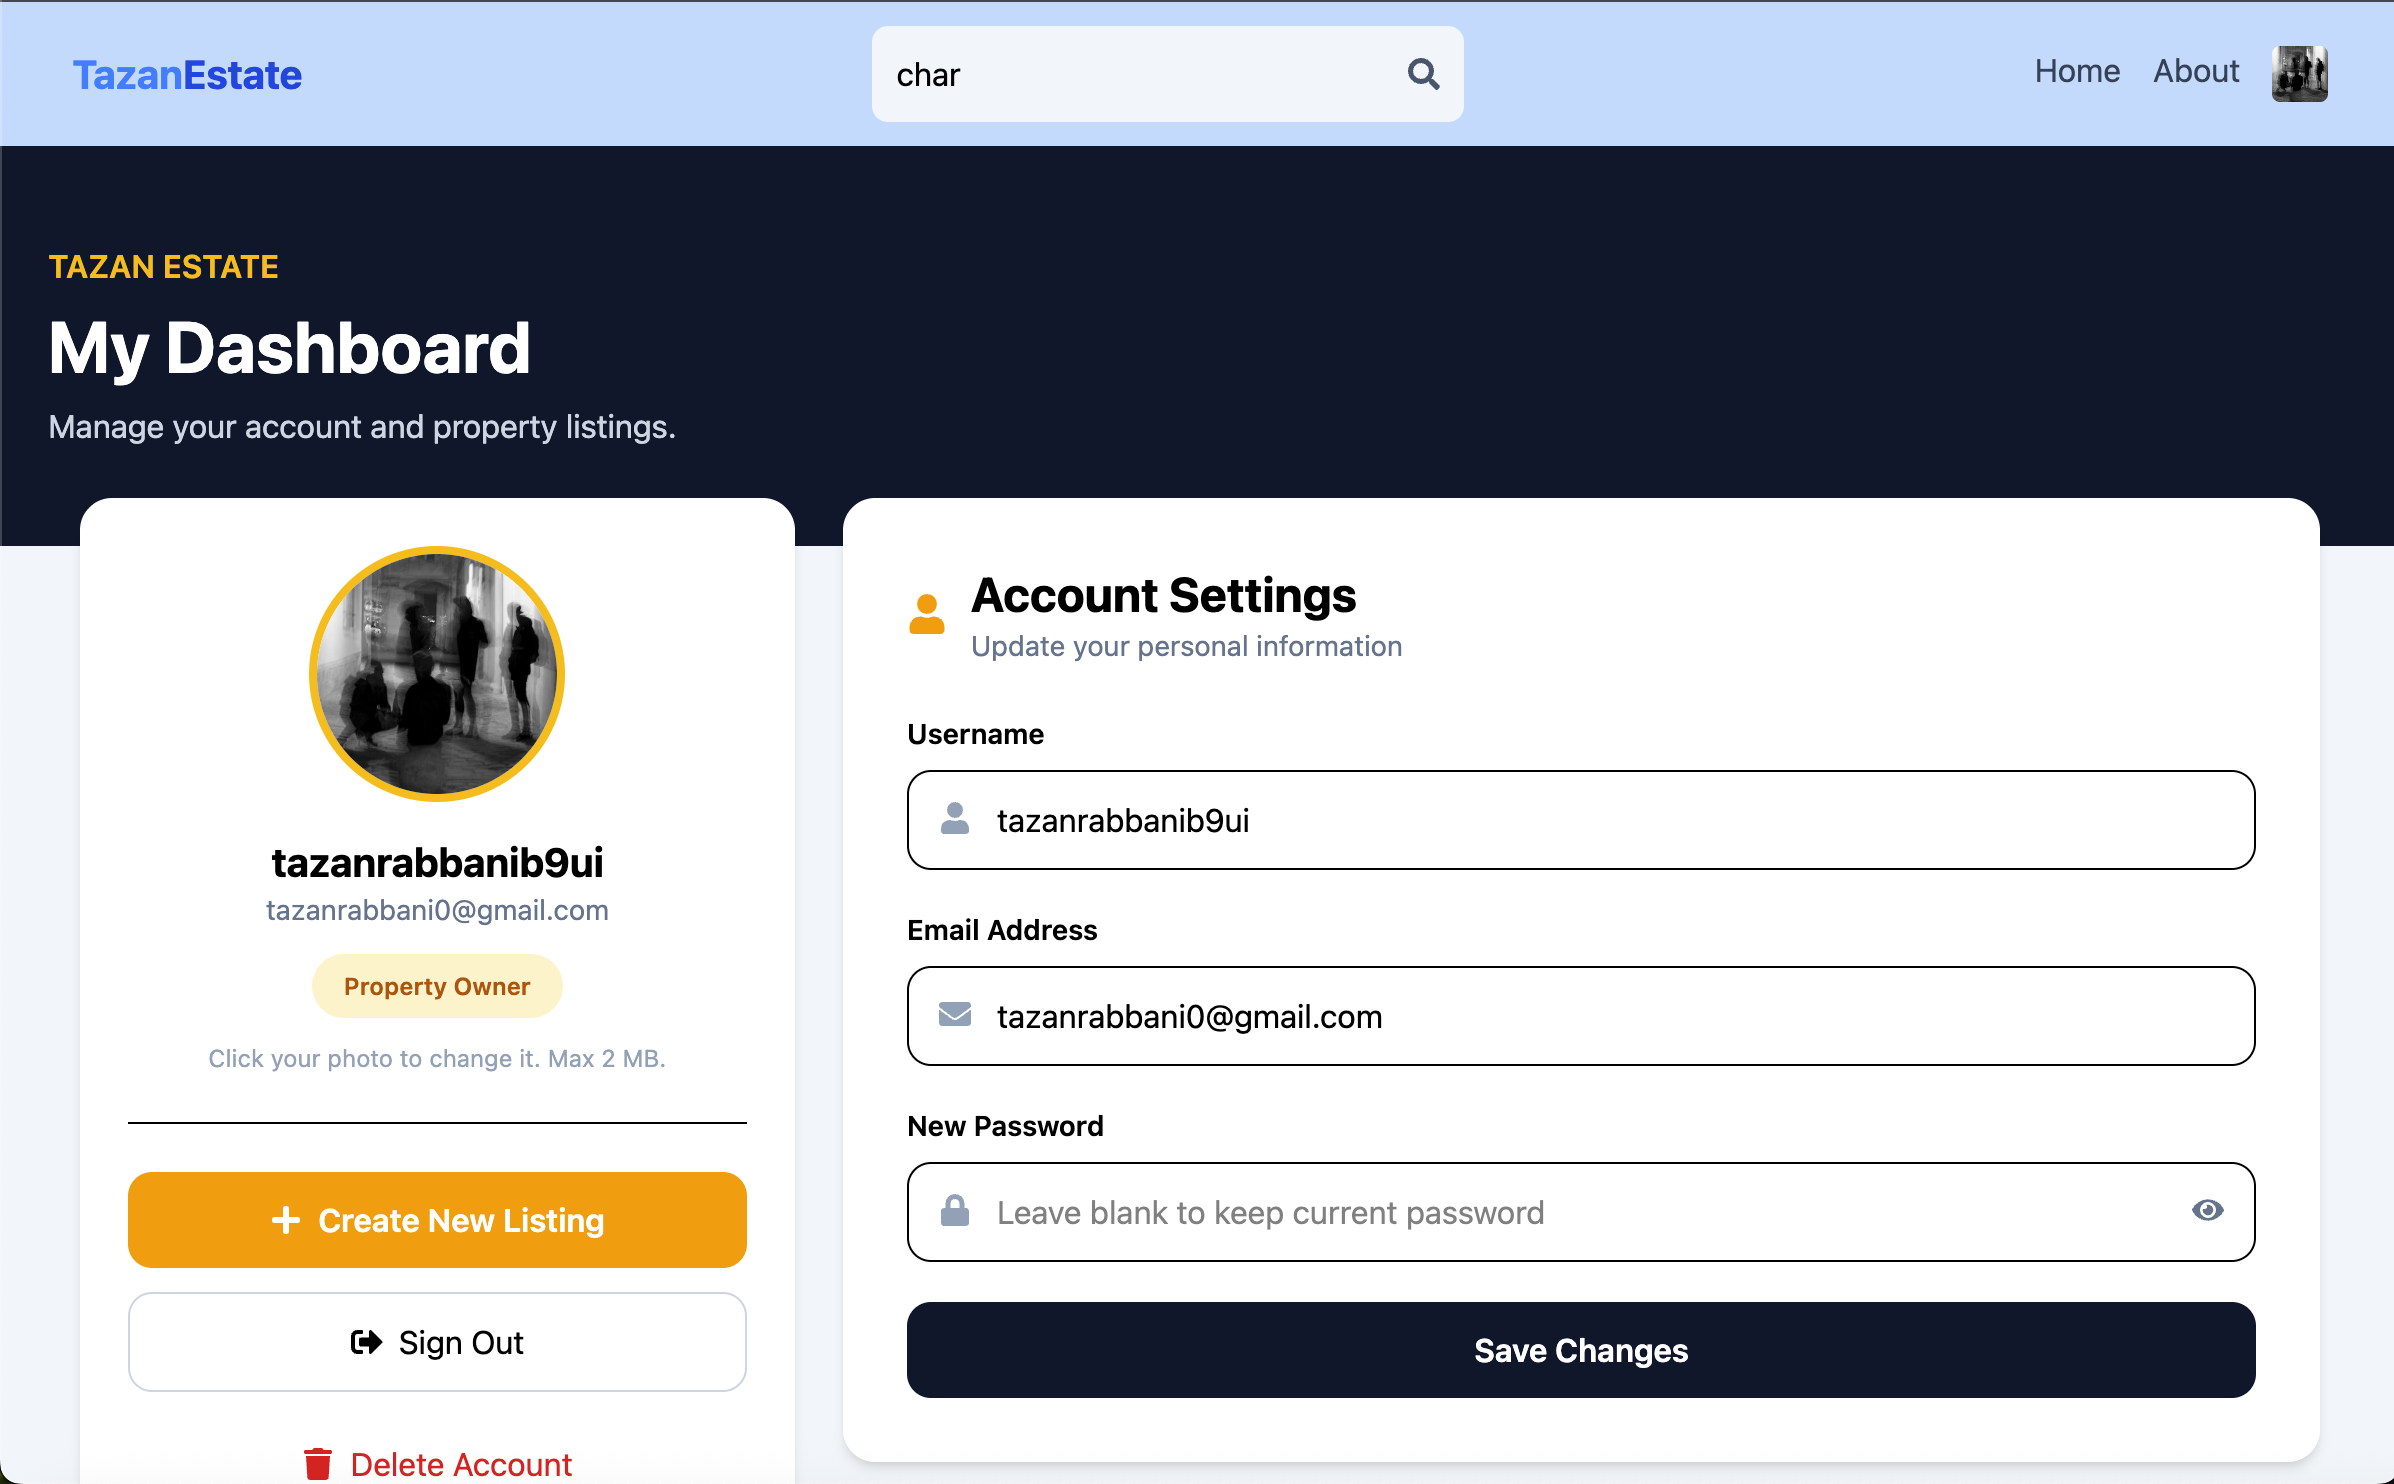 TazanEstate
char
Home
About
TAZAN ESTATE
My Dashboard
Manage your account and property listings.
tazanrabbanib9ui
tazanrabbani0@gmail.com
Property Owner
Click your photo to change it. Max 2 MB.
Create New Listing
Sign Out
Delete Account
Account Settings
Update your personal information
Username
tazanrabbanib9ui
Email Address
tazanrabbani0@gmail.com
New Password
Leave blank to keep current password
Save Changes